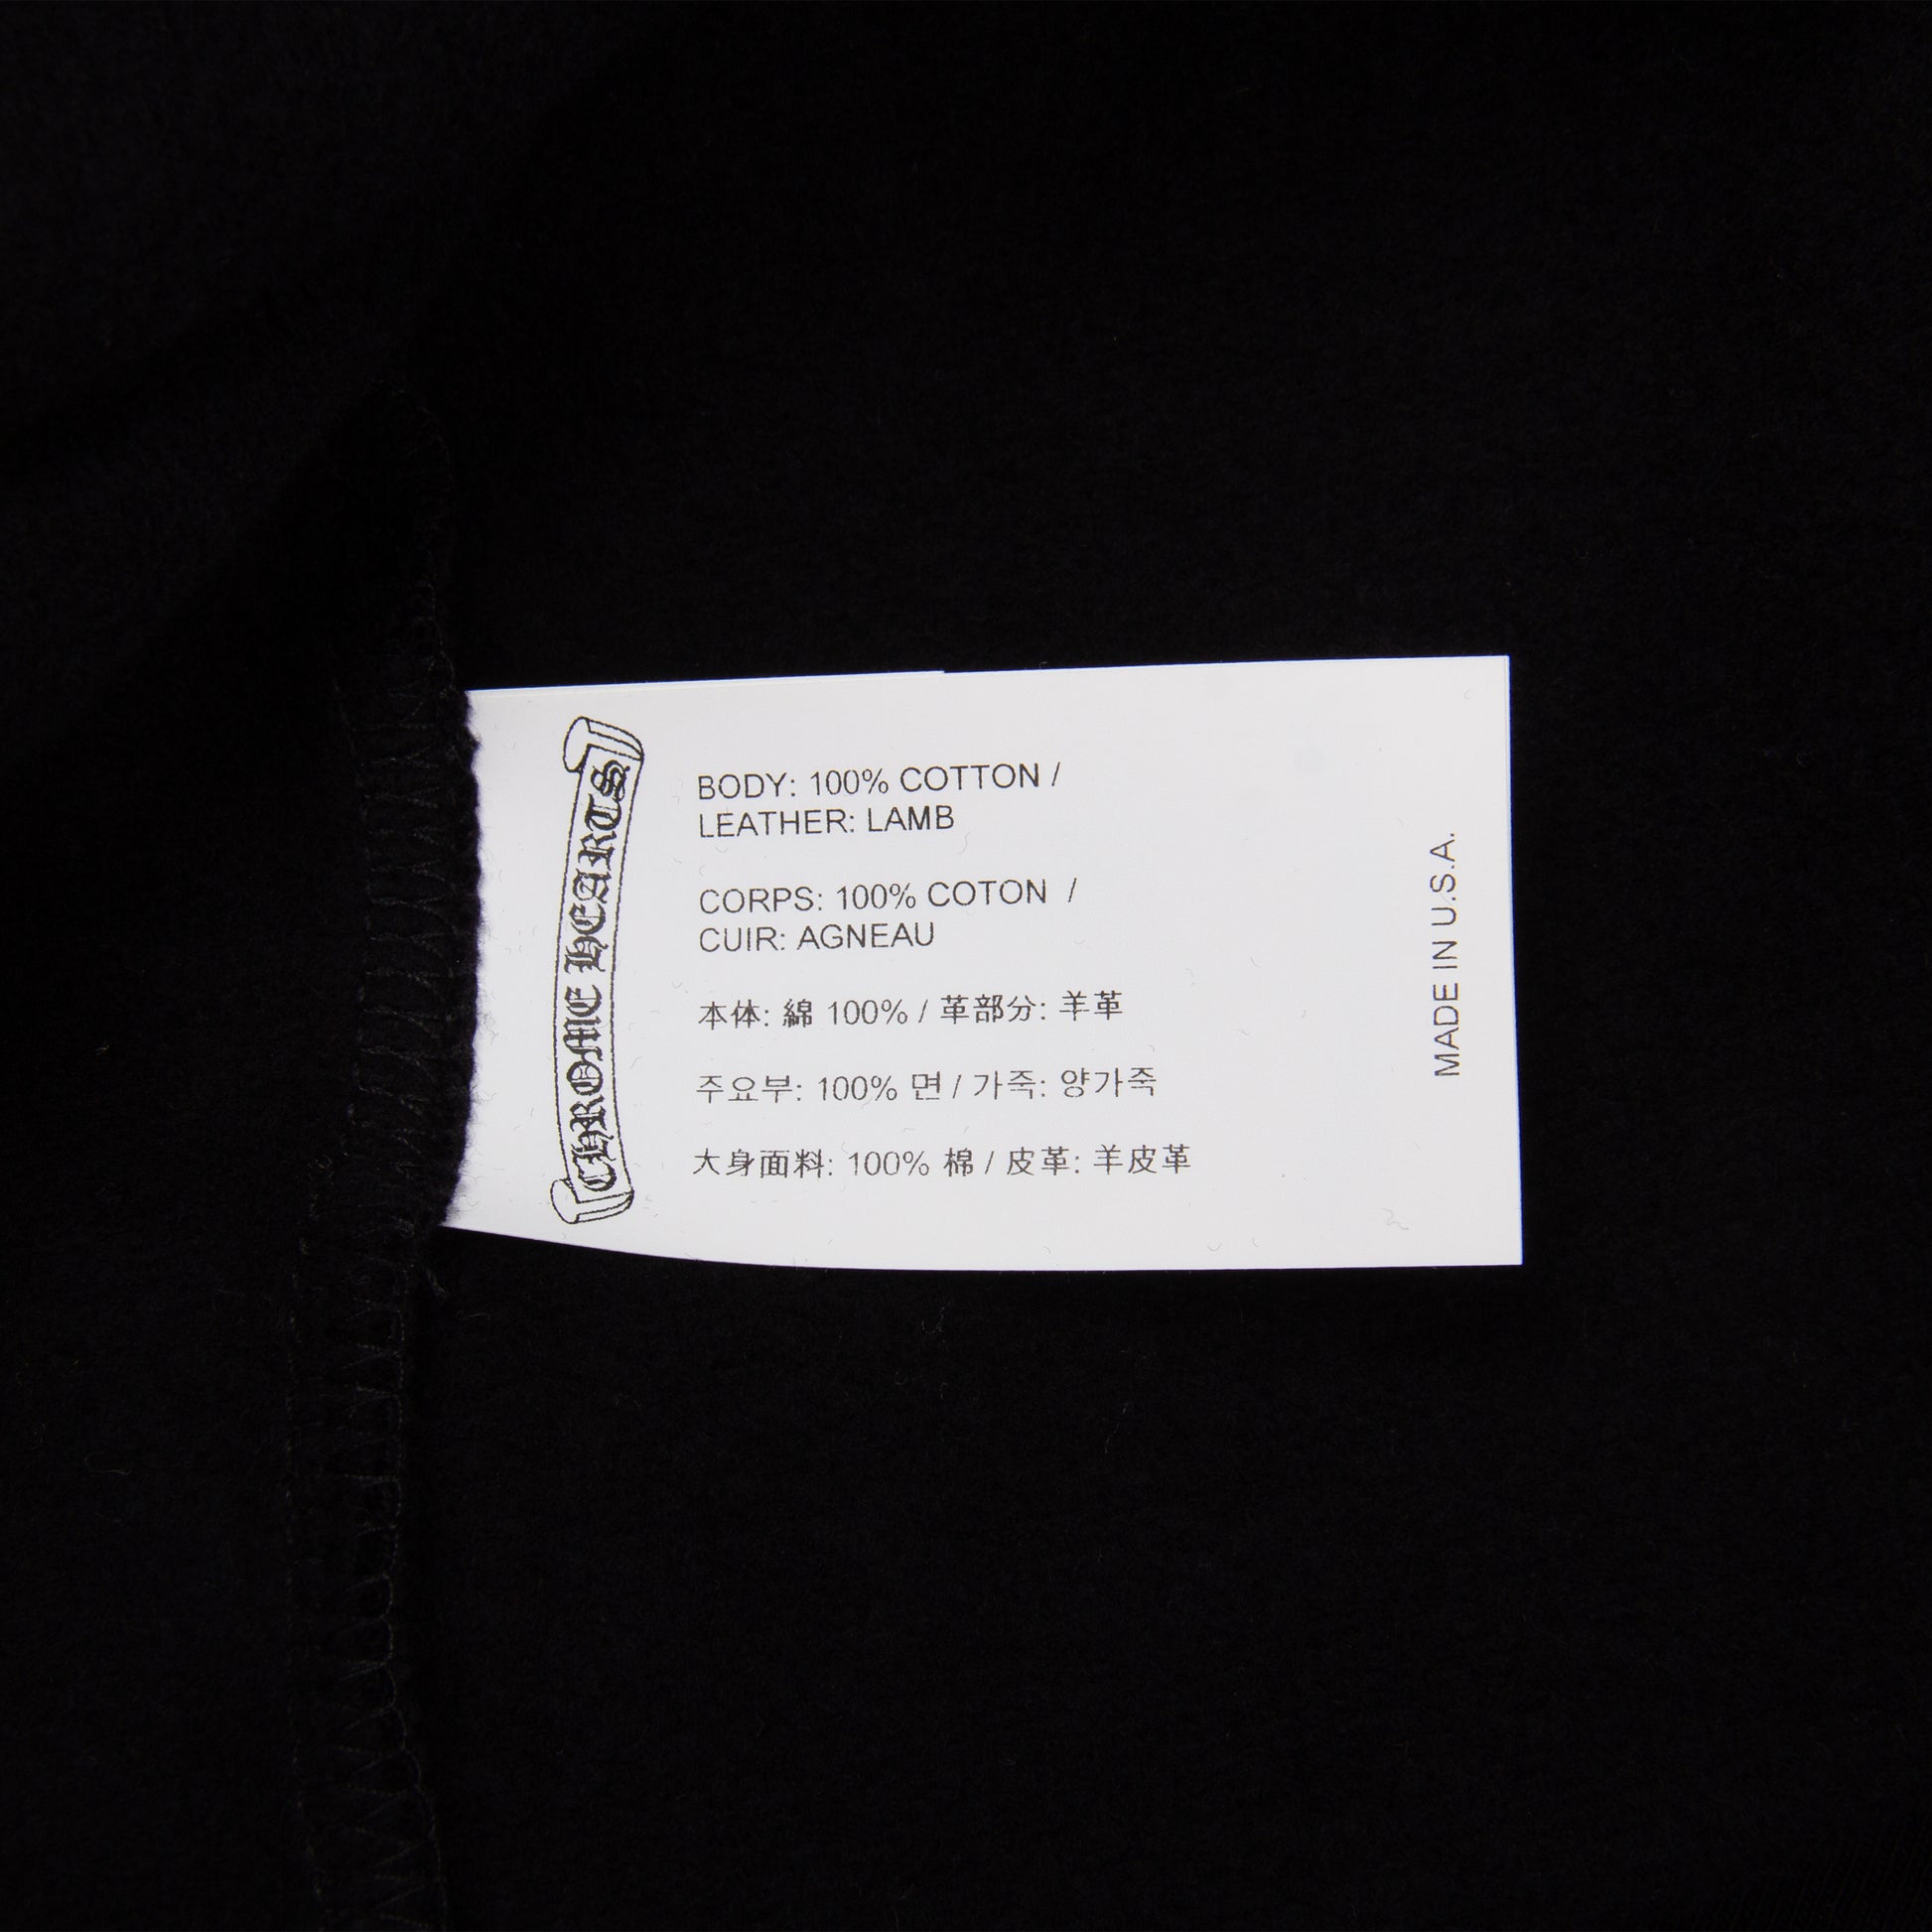 CHROME HEARTS
BODY: 100% COTTON /
LEATHER: LAMB
CORPS: 100% COTON /
CUIR: AGNEAU
本体: 綿 100% / 革部分: 羊革
주요부: 100% 면 / 가죽: 양가죽
大身面料: 100% 棉 / 皮革: 羊皮革
MADE IN U.S.A.